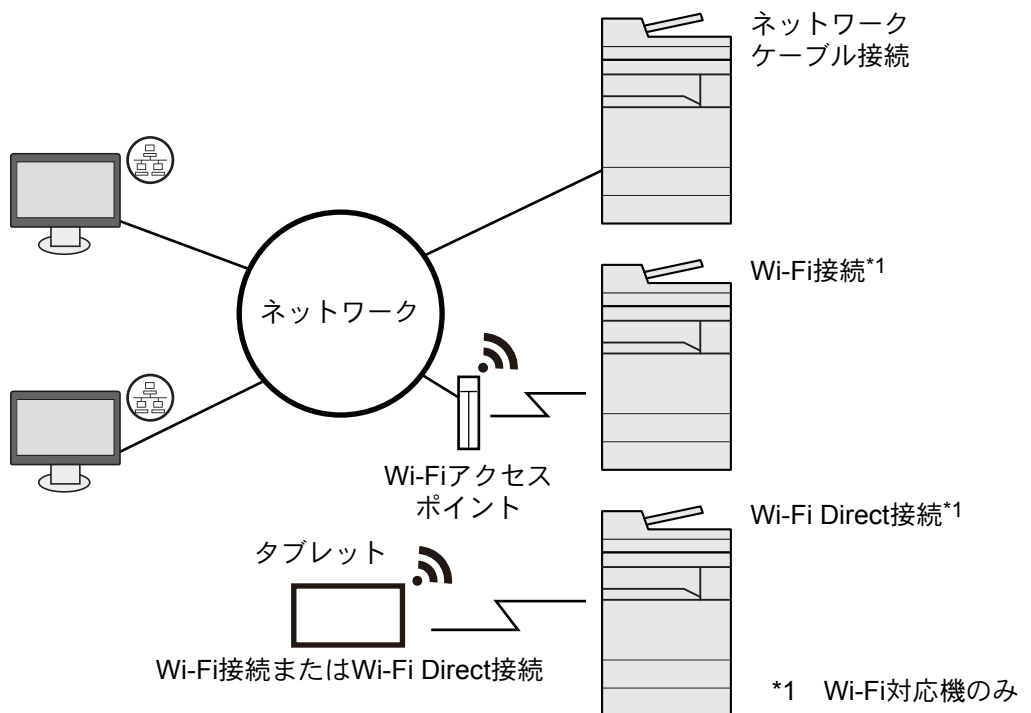 ネットワーク
ケーブル接続
Wi-Fi接続*1
ネットワーク
Wi-Fiアクセス
ポイント
Wi-Fi Direct接続*1
タブレット
Wi-Fi接続またはWi-Fi Direct接続
*1 Wi-Fi対応機のみ